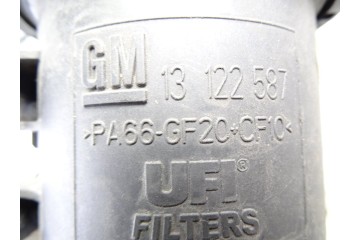 GM 13 122 587
>PA66-GF20+CF10<
UFI®
FILTERS